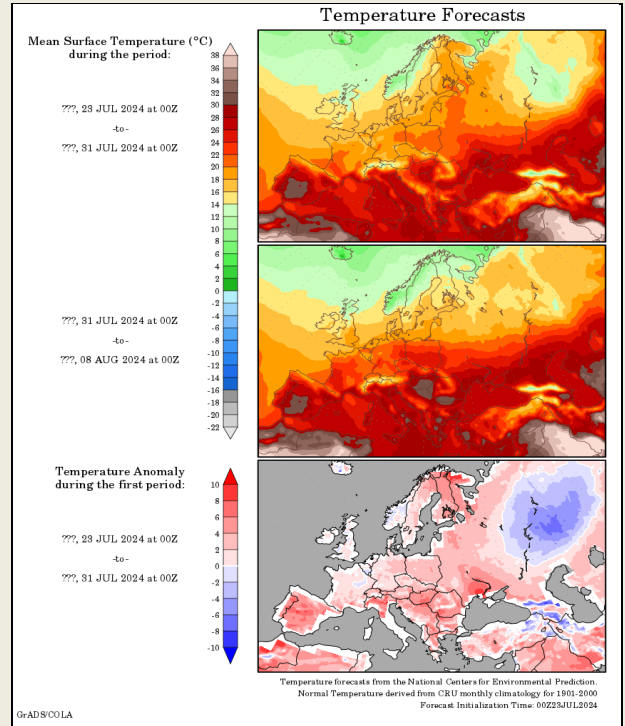 Temperature Forecasts
Mean Surface Temperature (°C)
during the period:
???, 23 JUL 2024 at 00Z
-to-
???, 31 JUL 2024 at 00Z
38
36
34
32
30
28
26
24
22
20
18
16
14
12
10
8
6
4
2
0
-2
-4
-6
-8
-10
-12
-14
-16
-18
-20
-22
???, 31 JUL 2024 at 00Z
-to-
???, 08 AUG 2024 at 00Z
Temperature Anomaly
during the first period:
???, 23 JUL 2024 at 00Z
-to-
???, 31 JUL 2024 at 00Z
10
8
6
4
2
0
-2
-4
-6
-8
-10
Temperature forecasts from the National Centers for Environmental Prediction.
Normal Temperature derived from CRU monthly climatology for 1901-2000
Forecast Initialization Time: 00Z23JUL2024
GrADS/COLA